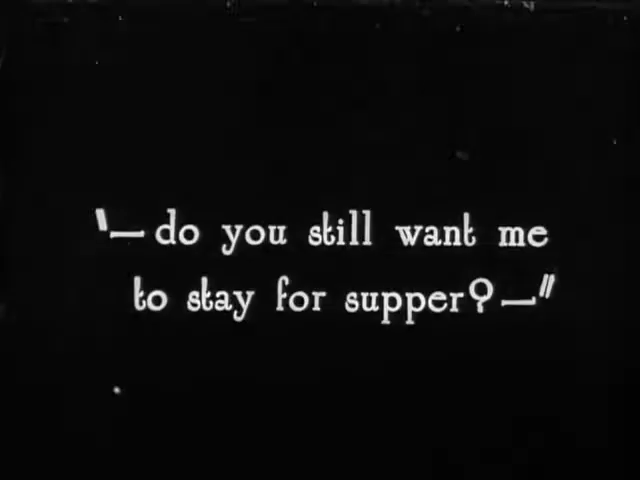 "— do you still want me
to stay for supper? —"